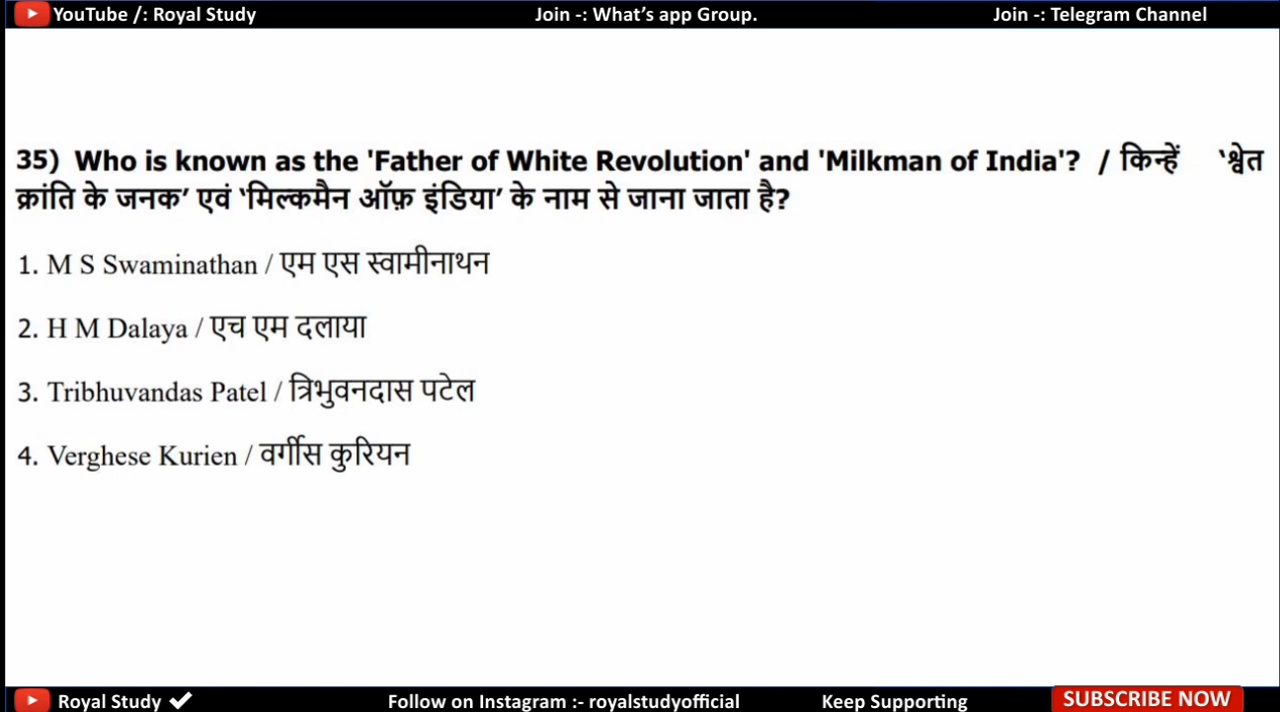 YouTube /: Royal Study Join -: What's app Group. Join -: Telegram Channel
35) Who is known as the 'Father of White Revolution' and 'Milkman of India'? / किन्हें 'श्वेत
क्रांति के जनक' एवं 'मिल्कमैन ऑफ़ इंडिया' के नाम से जाना जाता है?
1. M S Swaminathan / एम एस स्वामीनाथन
2. H M Dalaya / एच एम दलाया
3. Tribhuvandas Patel / त्रिभुवनदास पटेल
4. Verghese Kurien / वर्गीस कुरियन
Royal Study Follow on Instagram :- royalstudyofficial Keep Supporting SUBSCRIBE NOW